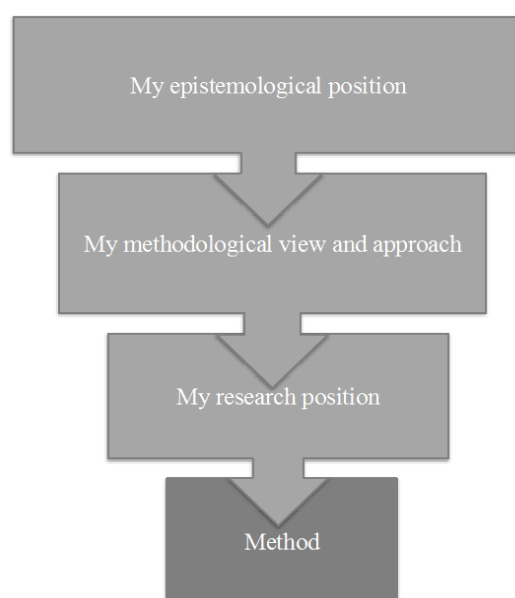 My epistemological position
My methodological view and approach
My research position
Method